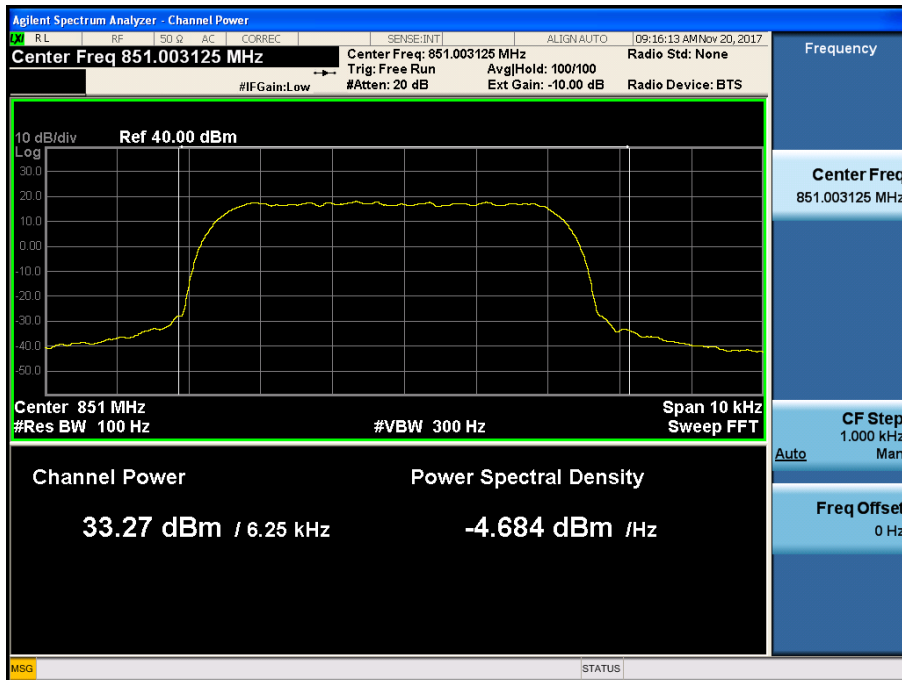 Agilent Spectrum Analyzer - Channel Power
LXI RL RF 50 Ω AC CORREC SENSE:INT ALIGN AUTO 09:16:13 AM Nov 20, 2017
Center Freq 851.003125 MHz
Center Freq: 851.003125 MHz Radio Std: None
Trig: Free Run Avg|Hold: 100/100
#IFGain:Low #Atten: 20 dB Ext Gain: -10.00 dB Radio Device: BTS
10 dB/div Ref 40.00 dBm
Log
30.0
20.0
10.0
0.00
-10.0
-20.0
-30.0
-40.0
-50.0
Center 851 MHz Span 10 kHz
#Res BW 100 Hz #VBW 300 Hz Sweep FFT
Channel Power Power Spectral Density
33.27 dBm / 6.25 kHz -4.684 dBm /Hz
Frequency
Center Freq
851.003125 MHz
CF Step
1.000 kHz
Auto Man
Freq Offset
0 Hz
MSG STATUS